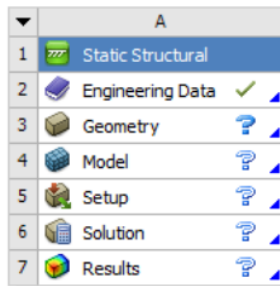 A
1 Static Structural
2 Engineering Data
3 Geometry ?
4 Model ?
5 Setup ?
6 Solution ?
7 Results ?